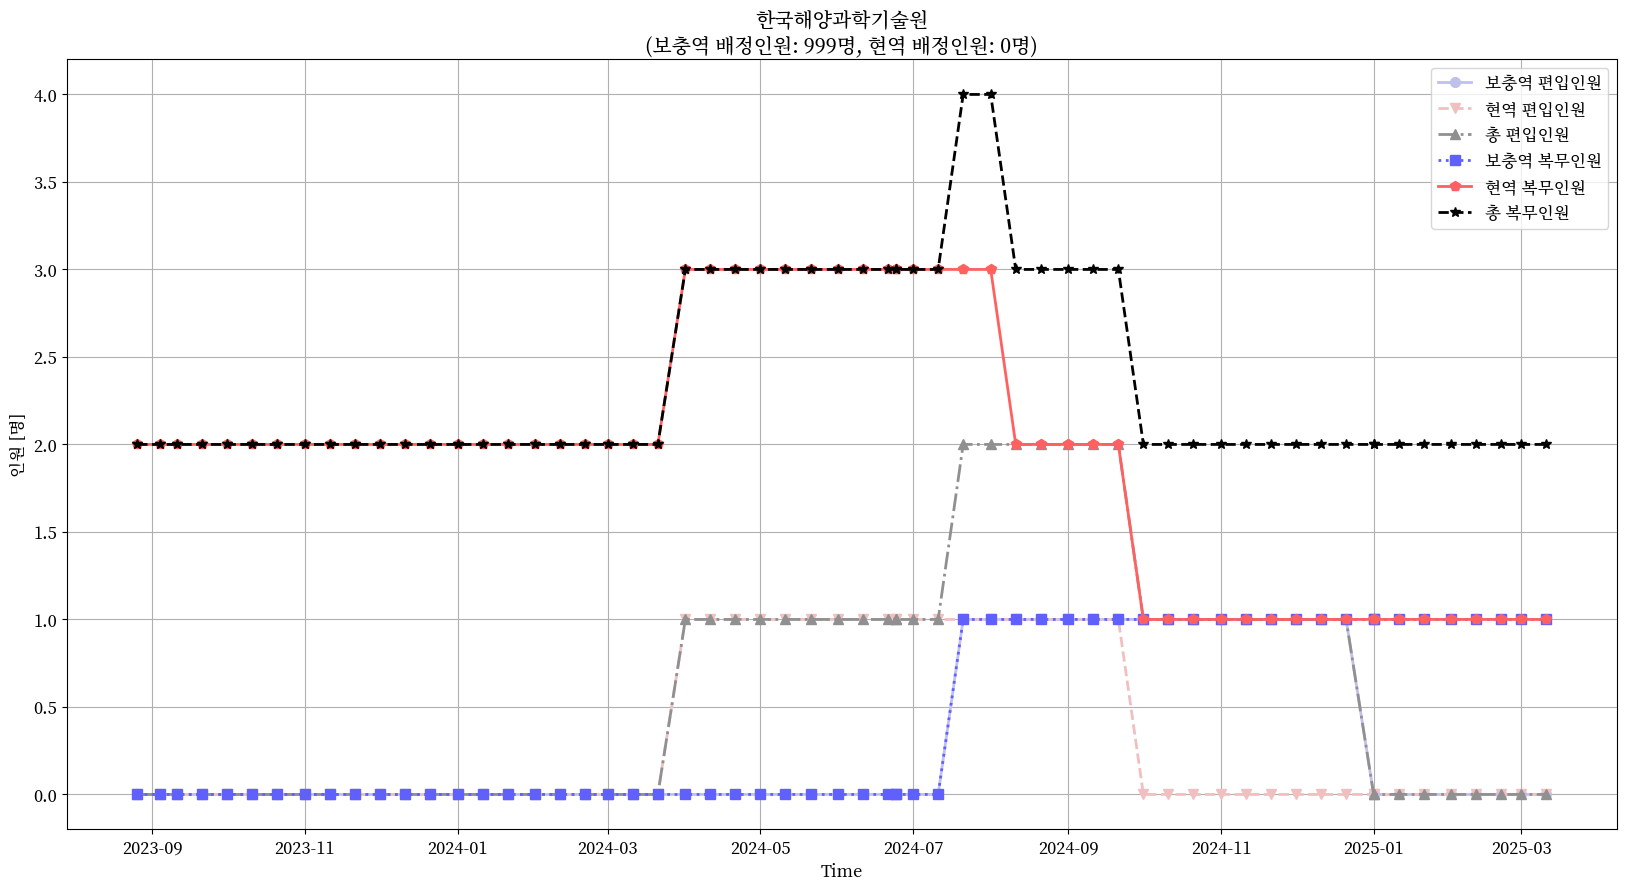 한국해양과학기술원
(보충역 배정인원: 999명, 현역 배정인원: 0명)
보충역 편입인원
현역 편입인원
총 편입인원
보충역 복무인원
현역 복무인원
총 복무인원
4.0
3.5
3.0
2.5
2.0
1.5
1.0
0.5
0.0
인원 [명]
2023-09 2023-11 2024-01 2024-03 2024-05 2024-07 2024-09 2024-11 2025-01 2025-03
Time